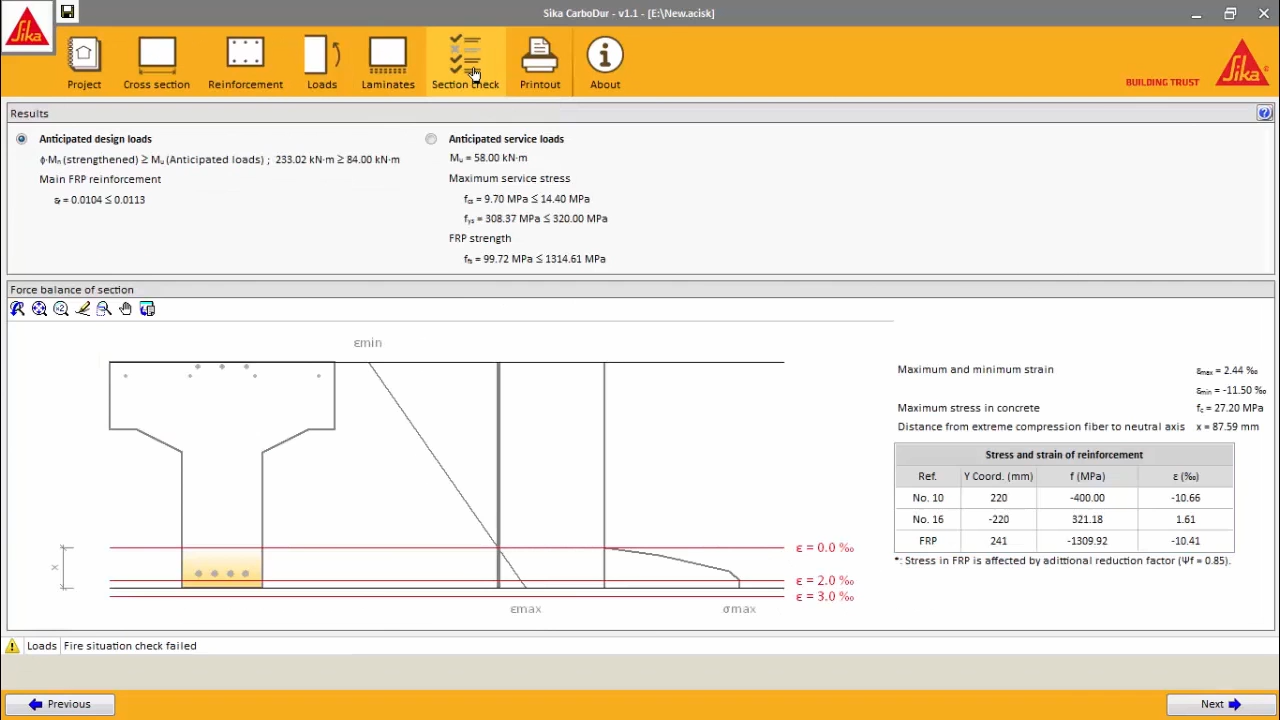 Sika CarboDur - v1.1 - [E:\New.acisk]
Sika
Project
Cross section
Reinforcement
Loads
Laminates
Section check
Printout
About
BUILDING TRUST
Sika
Results
Anticipated design loads
ϕ·Mn (strengthened) ≥ Mu (Anticipated loads) ; 233.02 kN·m ≥ 84.00 kN·m
Main FRP reinforcement
εf = 0.0104 ≤ 0.0113
Anticipated service loads
Mu = 58.00 kN·m
Maximum service stress
fcs = 9.70 MPa ≤ 14.40 MPa
fys = 308.37 MPa ≤ 320.00 MPa
FRP strength
ffs = 99.72 MPa ≤ 1314.61 MPa
Force balance of section
εmin
x
εmax
σmax
ε = 0.0 ‰
ε = 2.0 ‰
ε = 3.0 ‰
Maximum and minimum strain εmax = 2.44 ‰
εmin = -11.50 ‰
Maximum stress in concrete fc = 27.20 MPa
Distance from extreme compression fiber to neutral axis x = 87.59 mm
Stress and strain of reinforcement
Ref. Y Coord. (mm) f (MPa) ε (‰)
No. 10 220 -400.00 -10.66
No. 16 -220 321.18 1.61
FRP 241 -1309.92 -10.41
*: Stress in FRP is affected by aditional reduction factor (Ψf = 0.85).
Loads Fire situation check failed
Previous
Next